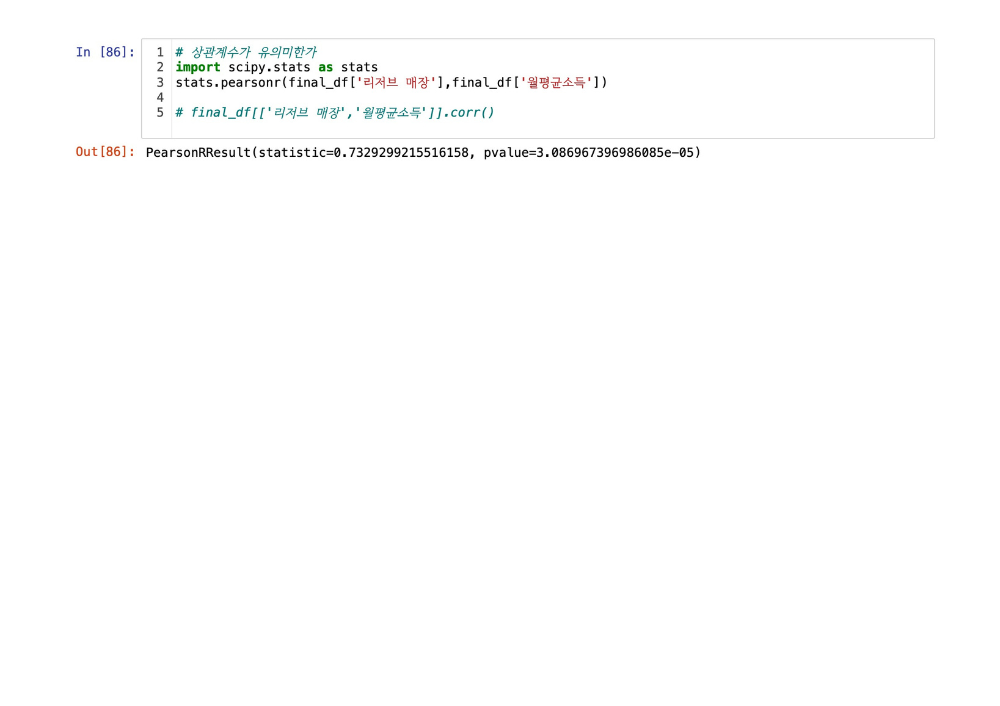 In [86]:
1 # 상관계수가 유의미한가
2 import scipy.stats as stats
3 stats.pearsonr(final_df['리저브 매장'],final_df['월평균소득'])
4
5 # final_df[['리저브 매장','월평균소득']].corr()
Out[86]: PearsonRResult(statistic=0.7329299215516158, pvalue=3.086967396986085e-05)